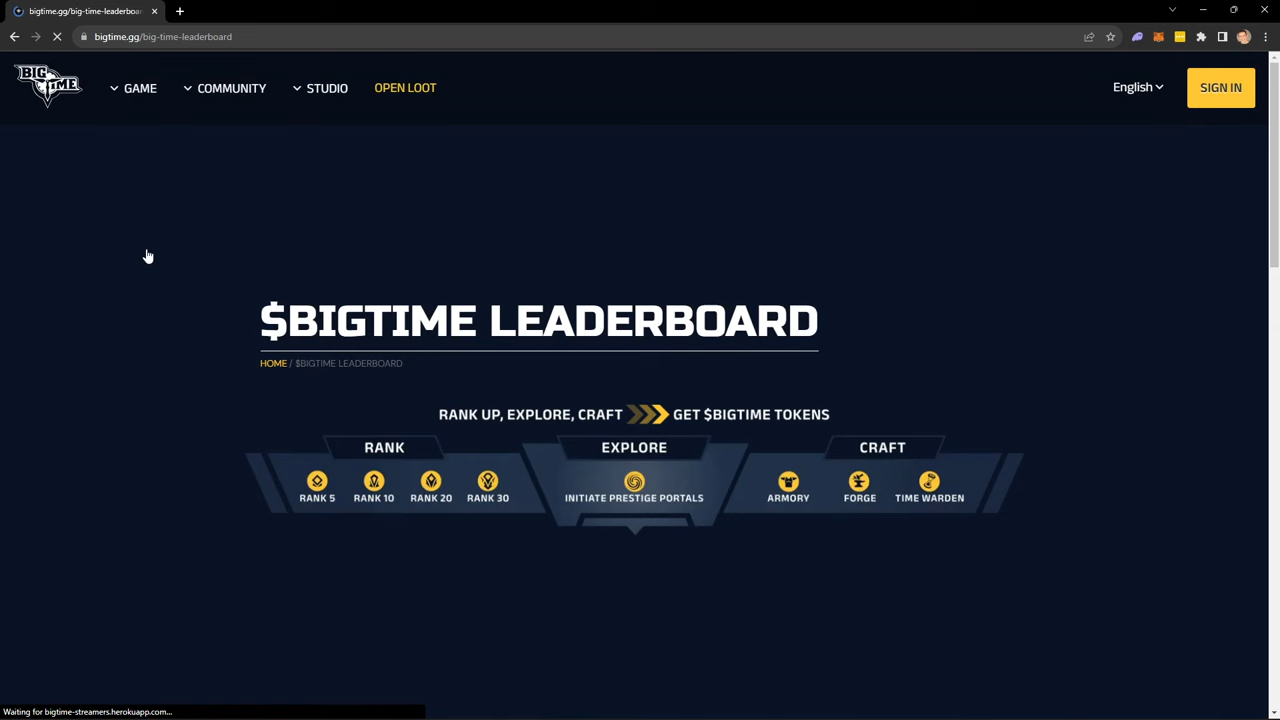 bigtime.gg/big-time-leaderboar
bigtime.gg/big-time-leaderboard
BIG TIME
GAME
COMMUNITY
STUDIO
OPEN LOOT
English
SIGN IN
$BIGTIME LEADERBOARD
HOME / $BIGTIME LEADERBOARD
RANK UP, EXPLORE, CRAFT GET $BIGTIME TOKENS
RANK
EXPLORE
CRAFT
RANK 5
RANK 10
RANK 20
RANK 30
INITIATE PRESTIGE PORTALS
ARMORY
FORGE
TIME WARDEN
Waiting for bigtime-streamers.herokuapp.com...